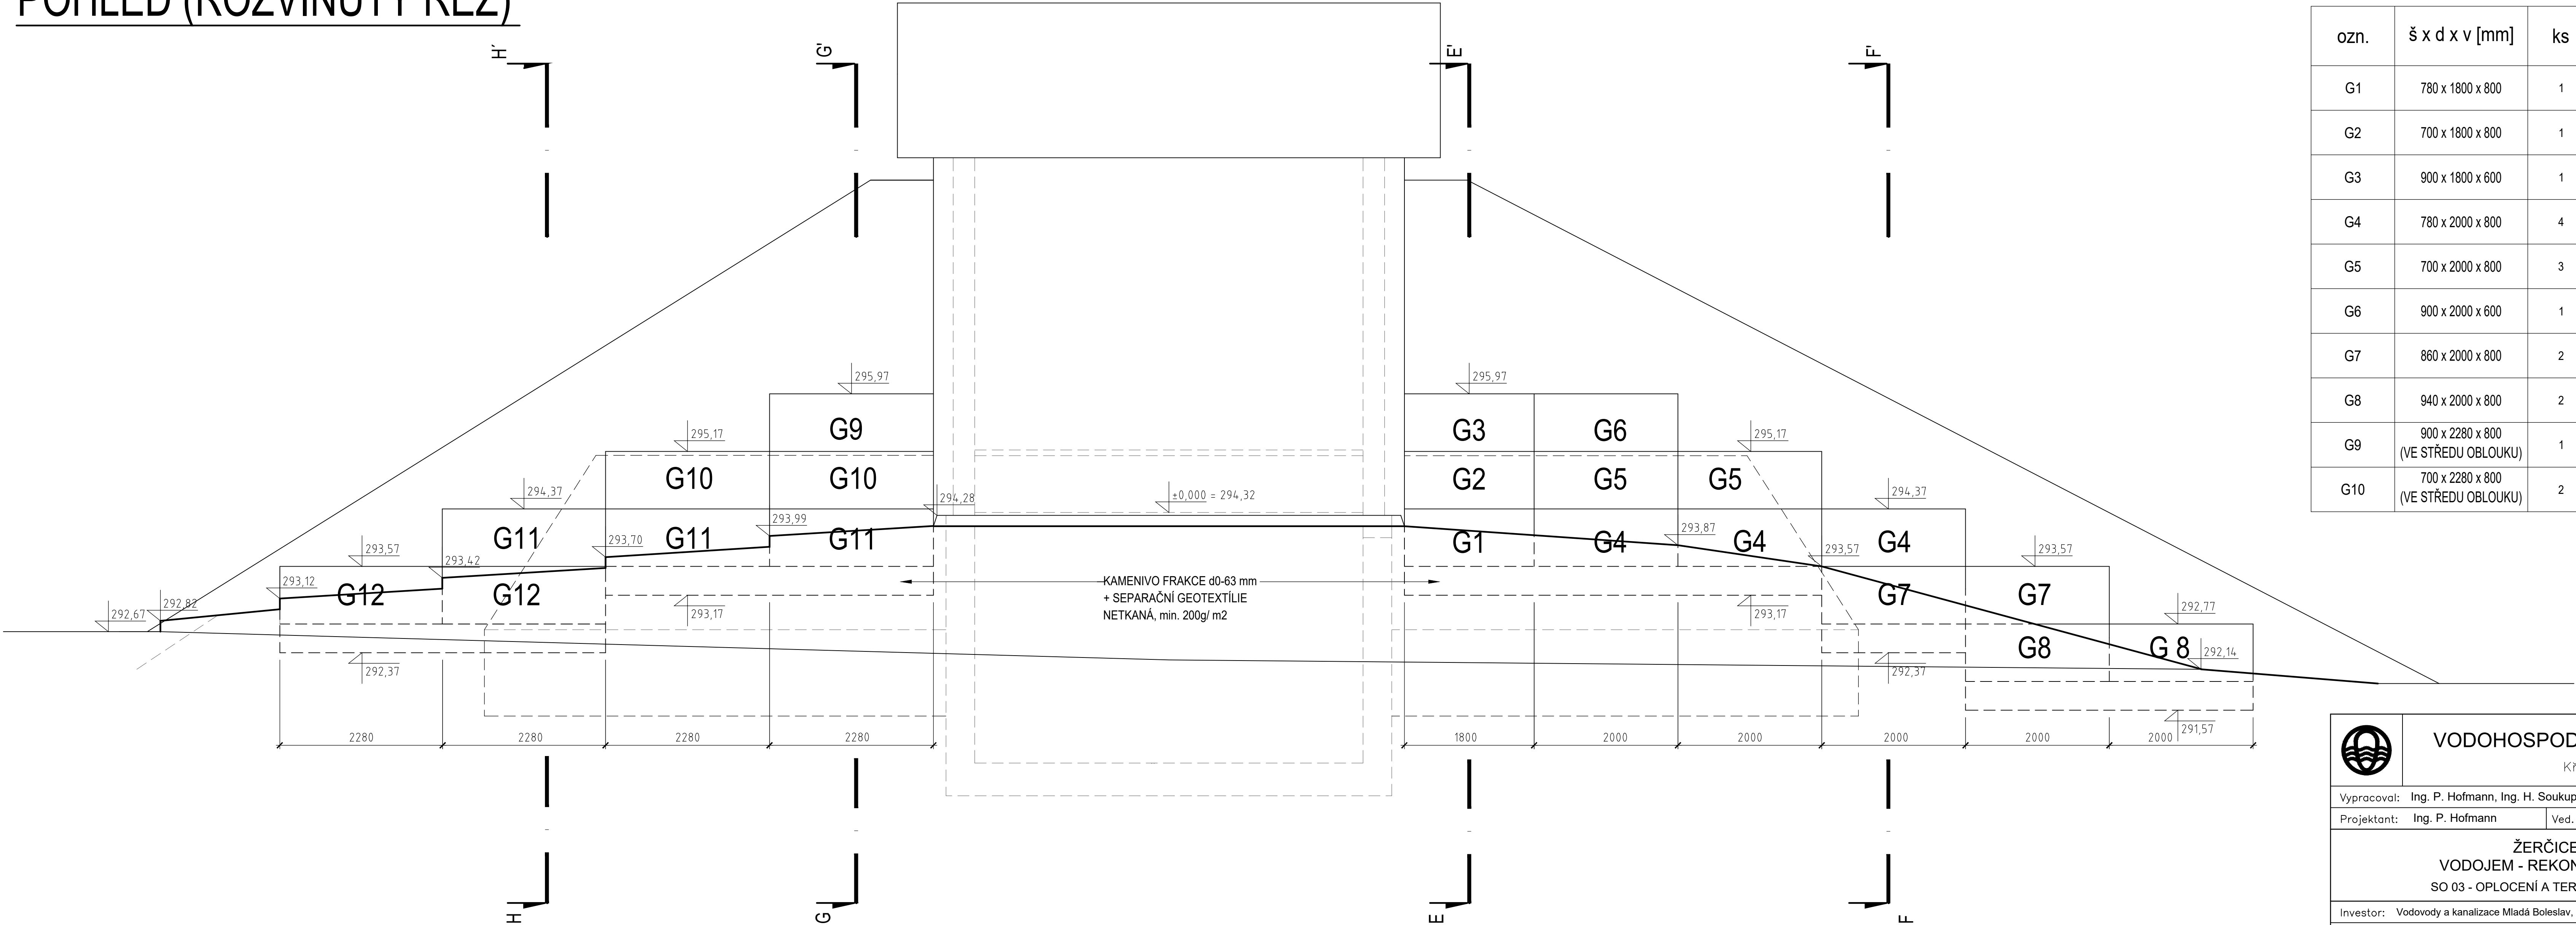 POHLED (ROZVINUTÝ ŘEZ)
H' G' E' F'
295,97 295,97
G9 G3 G6
295,17 295,17
G10 G10 G2 G5 G5
294,37 294,28 ±0,000 = 294,32 294,37
G11 G11 G11 G1 G4 G4 G4
293,57 293,42 293,70 293,99 293,87 293,57 293,57
292,67 292,82 293,12 G12 G12 G7 G7
KAMENIVO FRAKCE d0-63 mm
+ SEPARAČNÍ GEOTEXTÍLIE
NETKANÁ, min. 200g/ m2
293,17 293,17 292,77
G8 G 8 292,14
292,37 292,37
291,57
2280 2280 2280 2280 1800 2000 2000 2000 2000 2000
H G E F
ozn. š x d x v [mm] ks
G1 780 x 1800 x 800 1
G2 700 x 1800 x 800 1
G3 900 x 1800 x 600 1
G4 780 x 2000 x 800 4
G5 700 x 2000 x 800 3
G6 900 x 2000 x 600 1
G7 860 x 2000 x 800 2
G8 940 x 2000 x 800 2
G9 900 x 2280 x 800 (VE STŘEDU OBLOUKU) 1
G10 700 x 2280 x 800 (VE STŘEDU OBLOUKU) 2
VODOHOSPOD
Kř
Vypracoval: Ing. P. Hofmann, Ing. H. Soukup
Projektant: Ing. P. Hofmann Ved.
ŽERČICE
VODOJEM - REKON
SO 03 - OPLOCENÍ A TER
Investor: Vodovody a kanalizace Mladá Boleslav,